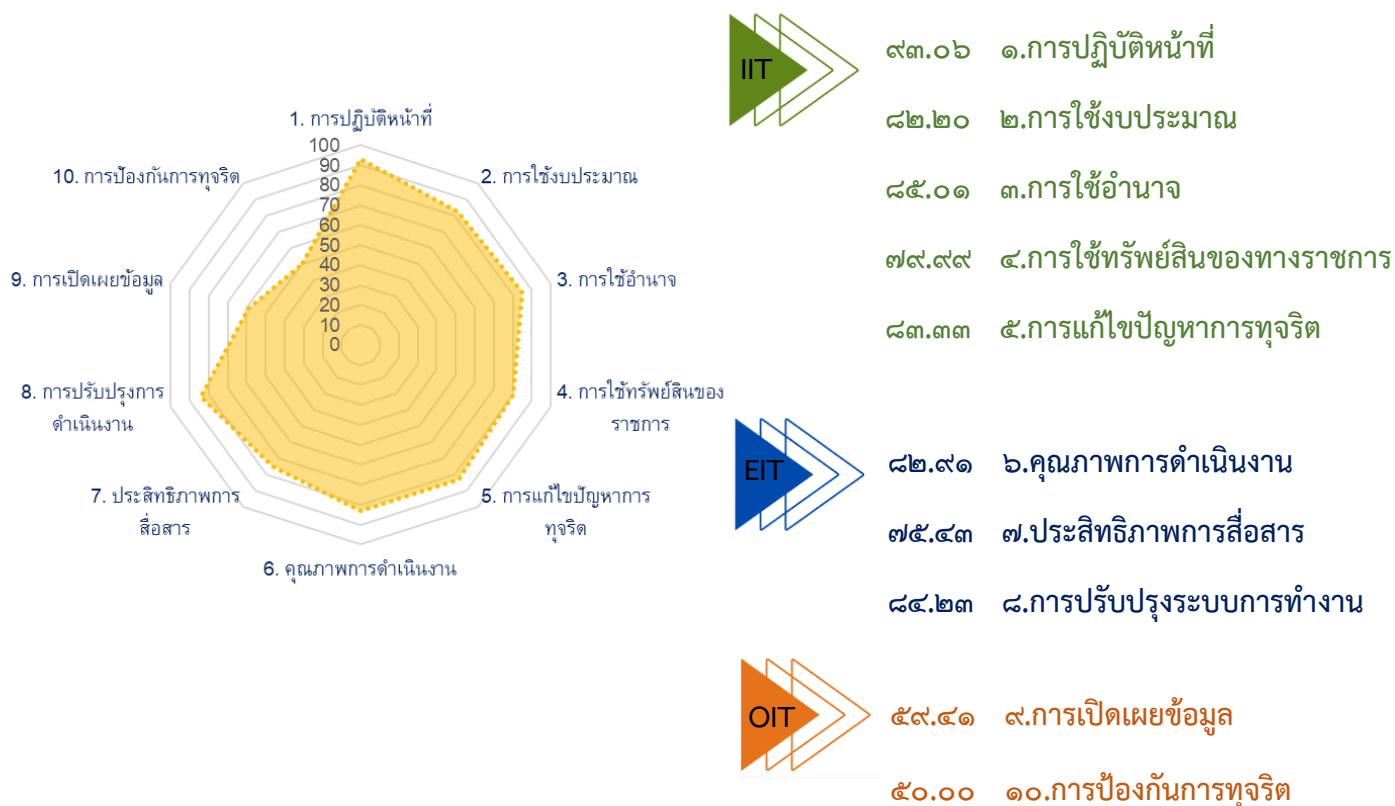 1. การปฏิบัติหน้าที่
2. การใช้งบประมาณ
3. การใช้อำนาจ
4. การใช้ทรัพย์สินของ
ราชการ
5. การแก้ไขปัญหาการ
ทุจริต
6. คุณภาพการดำเนินงาน
7. ประสิทธิภาพการ
สื่อสาร
8. การปรับปรุงการ
ดำเนินงาน
9. การเปิดเผยข้อมูล
10. การป้องกันการทุจริต
100
90
80
70
60
50
40
30
20
10
0
IIT
๙๓.๐๖ ๑.การปฏิบัติหน้าที่
๘๒.๒๐ ๒.การใช้งบประมาณ
๘๕.๐๑ ๓.การใช้อำนาจ
๗๙.๙๙ ๔.การใช้ทรัพย์สินของทางราชการ
๘๓.๓๓ ๕.การแก้ไขปัญหาการทุจริต
EIT
๘๒.๙๑ ๖.คุณภาพการดำเนินงาน
๗๕.๔๓ ๗.ประสิทธิภาพการสื่อสาร
๘๔.๒๓ ๘.การปรับปรุงระบบการทำงาน
OIT
๕๙.๔๑ ๙.การเปิดเผยข้อมูล
๕๐.๐๐ ๑๐.การป้องกันการทุจริต